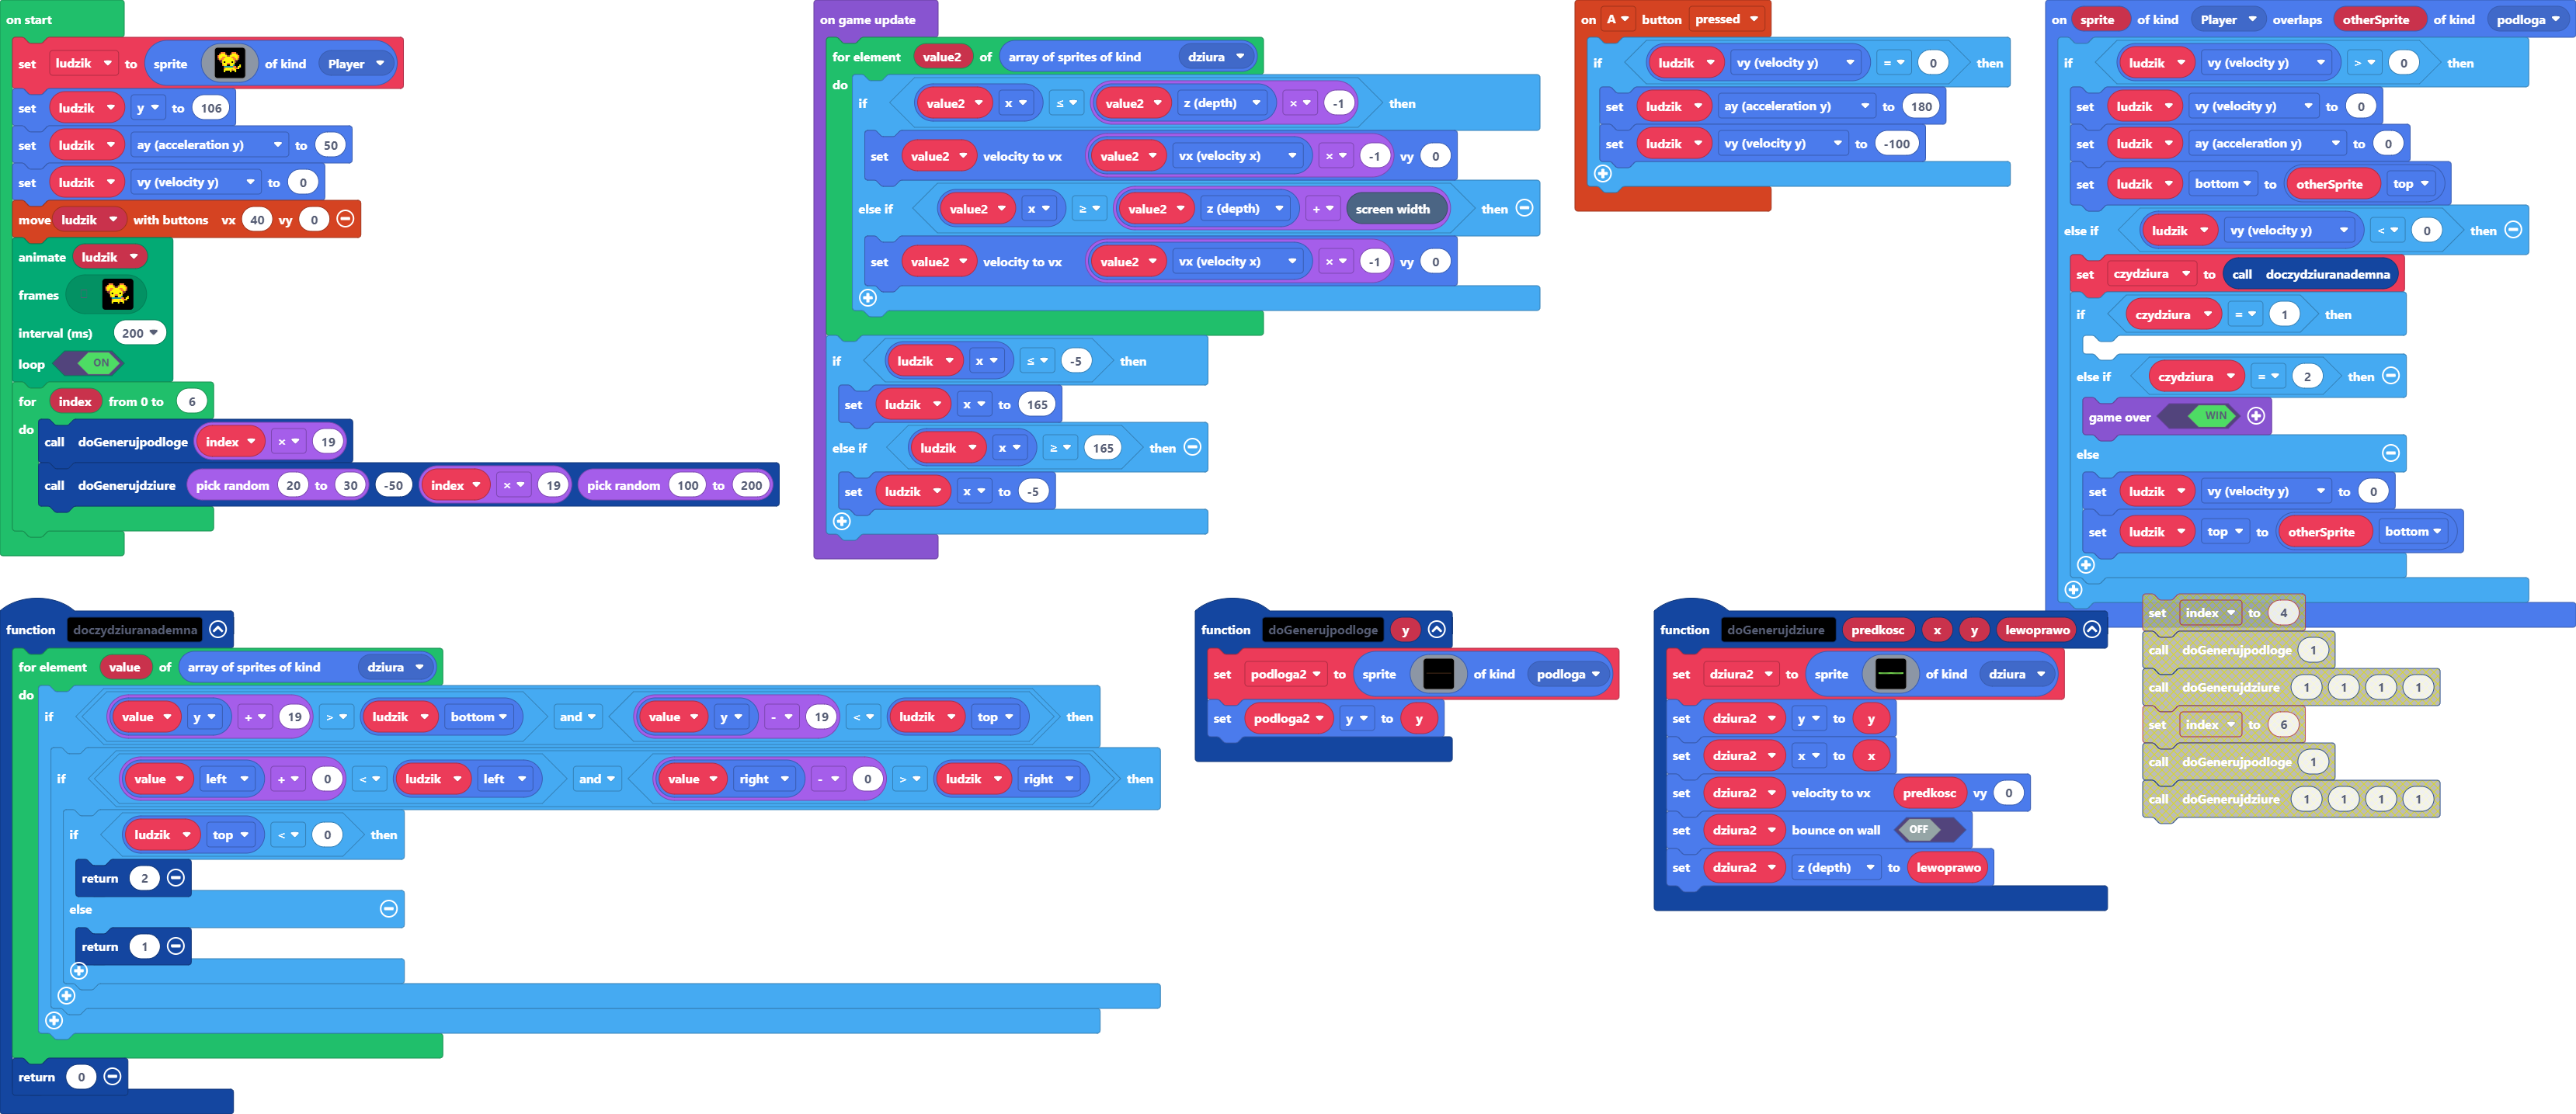 on start
set ludzik to sprite of kind Player
set ludzik y to 106
set ludzik ay (acceleration y) to 50
set ludzik vy (velocity y) to 0
move ludzik with buttons vx 40 vy 0
animate ludzik
frames
interval (ms) 200
loop ON
for index from 0 to 6
do
call doGenerujpodloge index × 19
call doGenerujdziure pick random 20 to 30 -50 index × 19 pick random 100 to 200
on game update
for element value2 of array of sprites of kind dziura
do
if value2 x ≤ value2 z (depth) × -1 then
set value2 velocity to vx value2 vx (velocity x) × -1 vy 0
else if value2 x ≥ value2 z (depth) + screen width then
set value2 velocity to vx value2 vx (velocity x) × -1 vy 0
if ludzik x ≤ -5 then
set ludzik x to 165
else if ludzik x ≥ 165 then
set ludzik x to -5
on A button pressed
if ludzik vy (velocity y) = 0 then
set ludzik ay (acceleration y) to 180
set ludzik vy (velocity y) to -100
on sprite of kind Player overlaps otherSprite of kind podloga
if ludzik vy (velocity y) > 0 then
set ludzik vy (velocity y) to 0
set ludzik ay (acceleration y) to 0
set ludzik bottom to otherSprite top
else if ludzik vy (velocity y) < 0 then
set czydziura to call doczydziuranademna
if czydziura = 1 then
else if czydziura = 2 then
game over WIN
else
set ludzik vy (velocity y) to 0
set ludzik top to otherSprite bottom
function doczydziuranademna
for element value of array of sprites of kind dziura
do
if value y + 19 > ludzik bottom and value y - 19 < ludzik top then
if value left + 0 < ludzik left and value right - 0 > ludzik right then
if ludzik top < 0 then
return 2
else
return 1
return 0
function doGenerujpodloge y
set podloga2 to sprite of kind podloga
set podloga2 y to y
function doGenerujdziure predkosc x y lewoprawo
set dziura2 to sprite of kind dziura
set dziura2 y to y
set dziura2 x to x
set dziura2 velocity to vx predkosc vy 0
set dziura2 bounce on wall OFF
set dziura2 z (depth) to lewoprawo
set index to 4
call doGenerujpodloge 1
call doGenerujdziure 1 1 1 1
set index to 6
call doGenerujpodloge 1
call doGenerujdziure 1 1 1 1